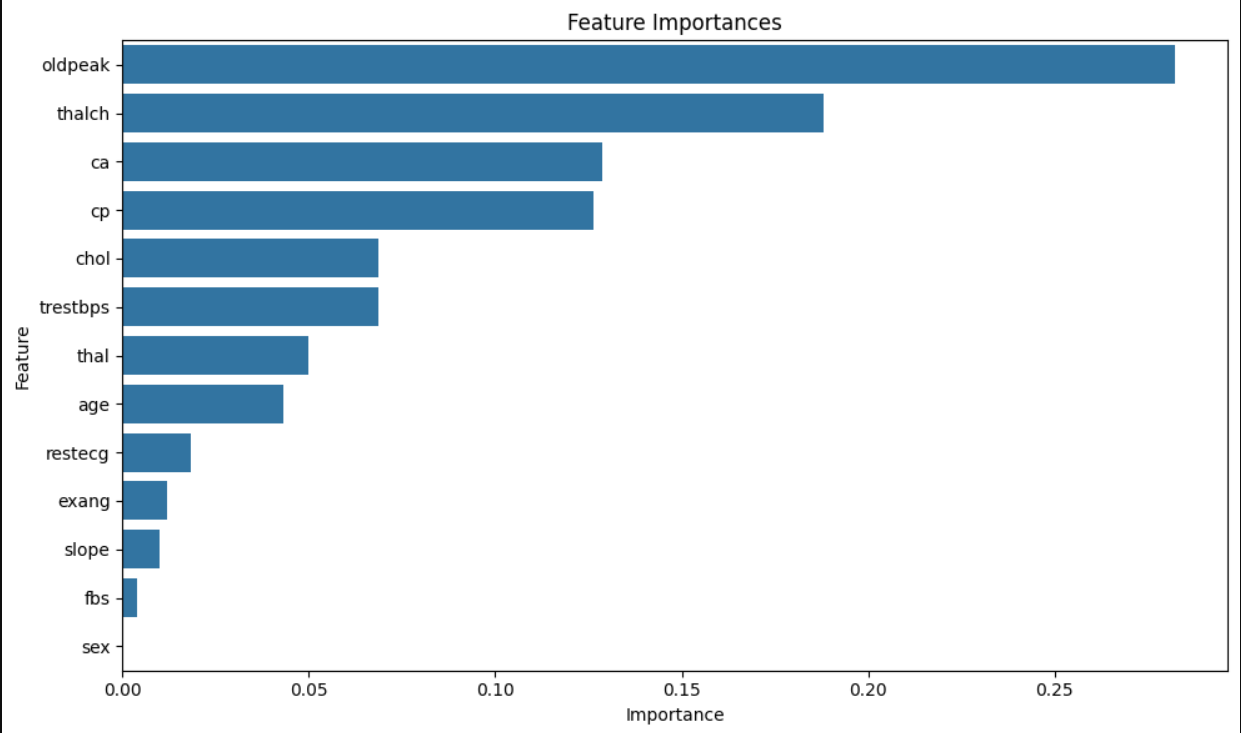 Feature Importances
oldpeak
thalch
ca
cp
chol
trestbps
thal
age
restecg
exang
slope
fbs
sex
Feature
0.00 0.05 0.10 0.15 0.20 0.25
Importance